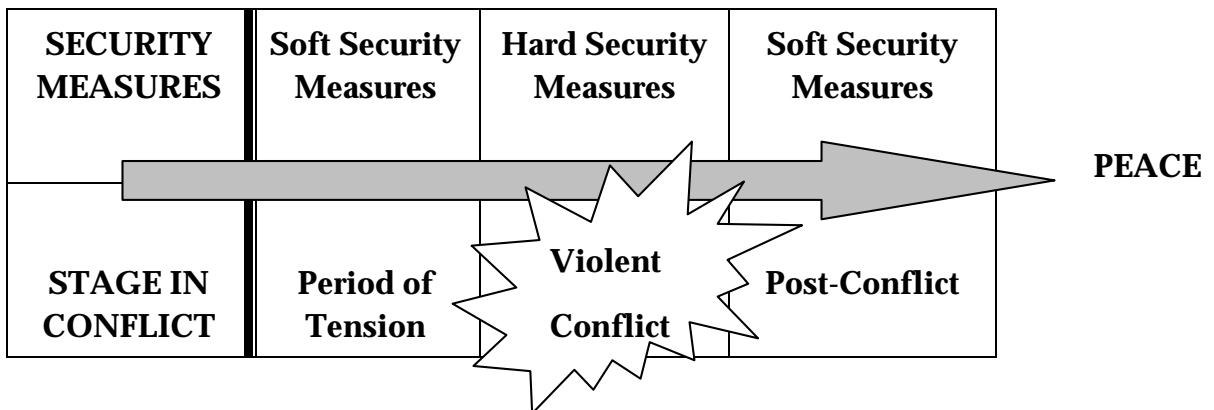 SECURITY
MEASURES
Soft Security
Measures
Hard Security
Measures
Soft Security
Measures
PEACE
STAGE IN
CONFLICT
Period of
Tension
Violent
Conflict
Post-Conflict